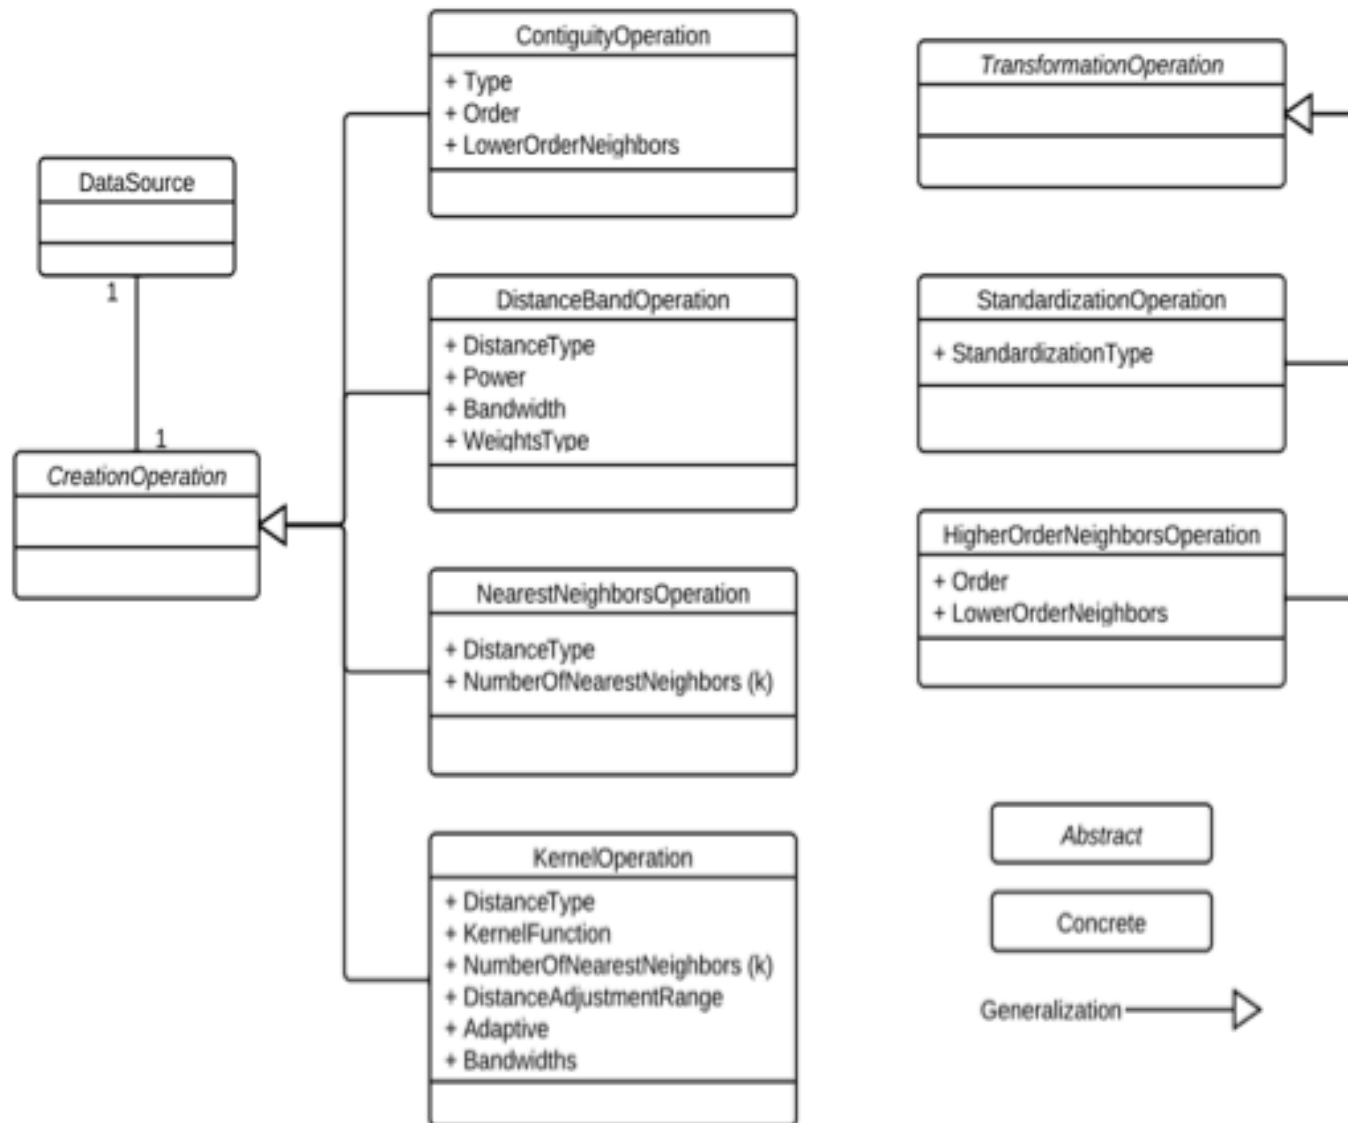 DataSource
1
1
CreationOperation
ContiguityOperation
+ Type
+ Order
+ LowerOrderNeighbors
DistanceBandOperation
+ DistanceType
+ Power
+ Bandwidth
+ WeightsType
NearestNeighborsOperation
+ DistanceType
+ NumberOfNearestNeighbors (k)
KernelOperation
+ DistanceType
+ KernelFunction
+ NumberOfNearestNeighbors (k)
+ DistanceAdjustmentRange
+ Adaptive
+ Bandwidths
TransformationOperation
StandardizationOperation
+ StandardizationType
HigherOrderNeighborsOperation
+ Order
+ LowerOrderNeighbors
Abstract
Concrete
Generalization